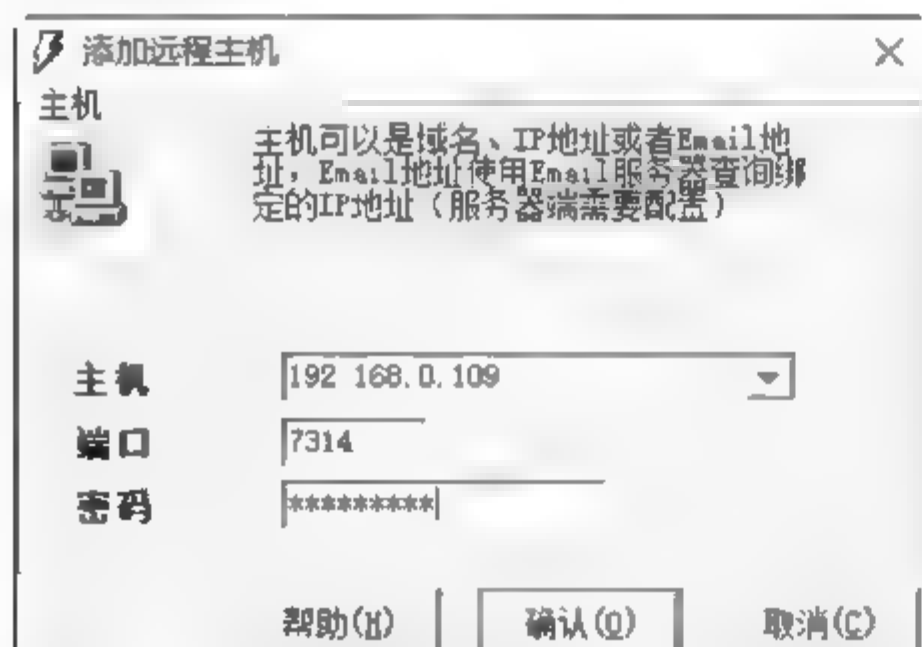 添加远程主机
主机
主机可以是域名、IP地址或者Email地
址，Email地址使用Email服务器查询绑
定的IP地址（服务器端需要配置）
主机 192 168.0.109
端口 7314
密码 *********
帮助(H) 确认(O) 取消(C)